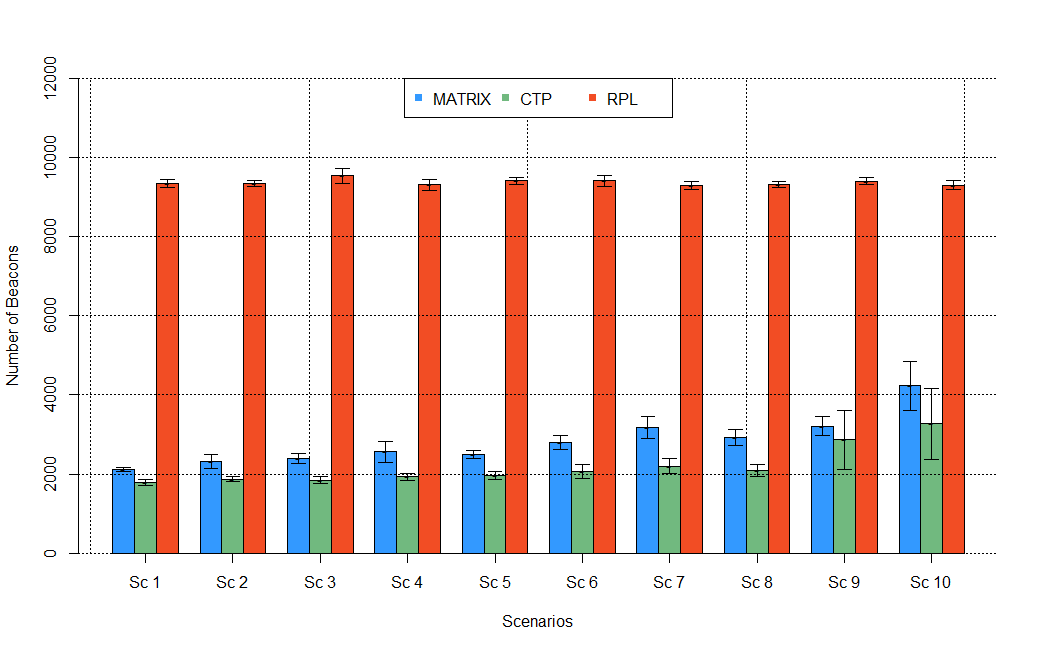 MATRIX CTP RPL
Number of Beacons
12000
10000
8000
6000
4000
2000
0
Sc 1 Sc 2 Sc 3 Sc 4 Sc 5 Sc 6 Sc 7 Sc 8 Sc 9 Sc 10
Scenarios